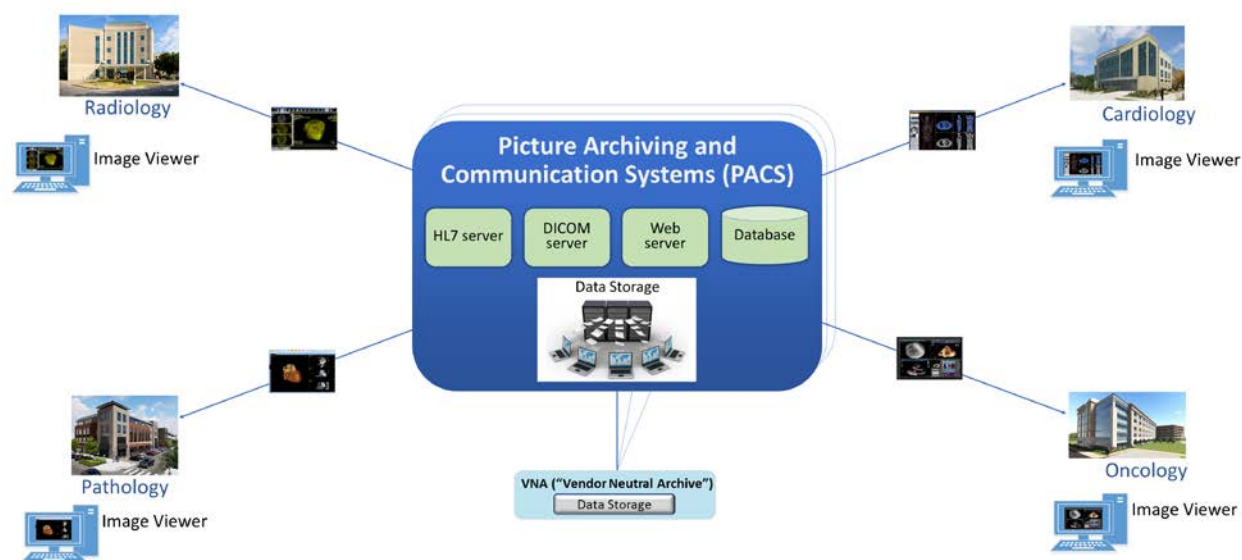 Radiology
Image Viewer
Cardiology
Image Viewer
Picture Archiving and
Communication Systems (PACS)
HL7 server
DICOM
server
Web
server
Database
Data Storage
Pathology
Image Viewer
Oncology
Image Viewer
VNA (“Vendor Neutral Archive”)
Data Storage